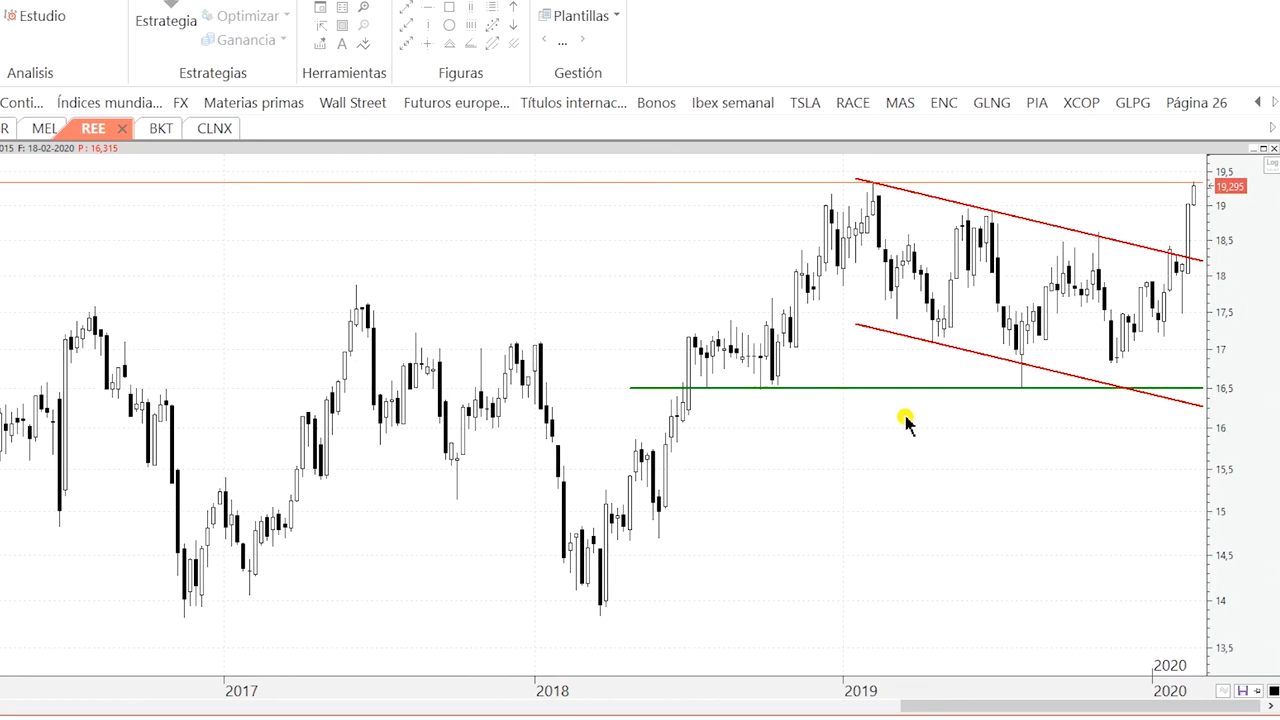 Estudio
Estrategia
Optimizar
Ganancia
Plantillas
...
Analisis
Estrategias
Herramientas
Figuras
Gestión
Conti... Índices mundia... FX Materias primas Wall Street Futuros europe... Títulos internac... Bonos Ibex semanal TSLA RACE MAS ENC GLNG PIA XCOP GLPG Página 26
R MEL REE BKT CLNX
015 F: 18-02-2020 P : 16,315
Log
19,5
19,295
19
18,5
18
17,5
17
16,5
16
15,5
15
14,5
14
13,5
2020
2017 2018 2019 2020